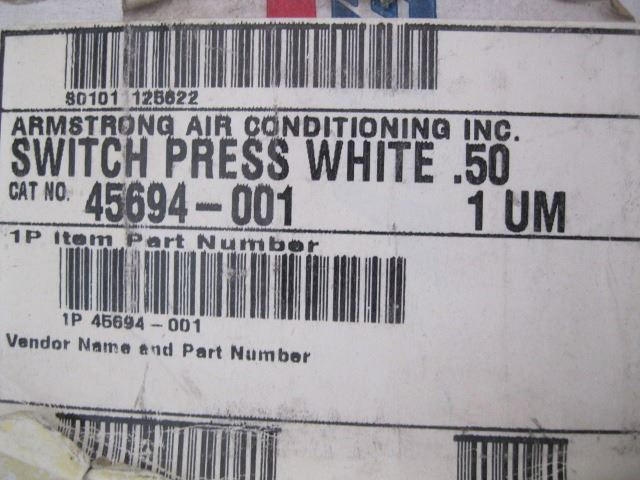 S0101 125622
ARMSTRONG AIR CONDITIONING INC.
SWITCH PRESS WHITE .50
CAT NO. 45694-001 1 UM
1P Item Part Number
1P 45694-001
Vendor Name and Part Number